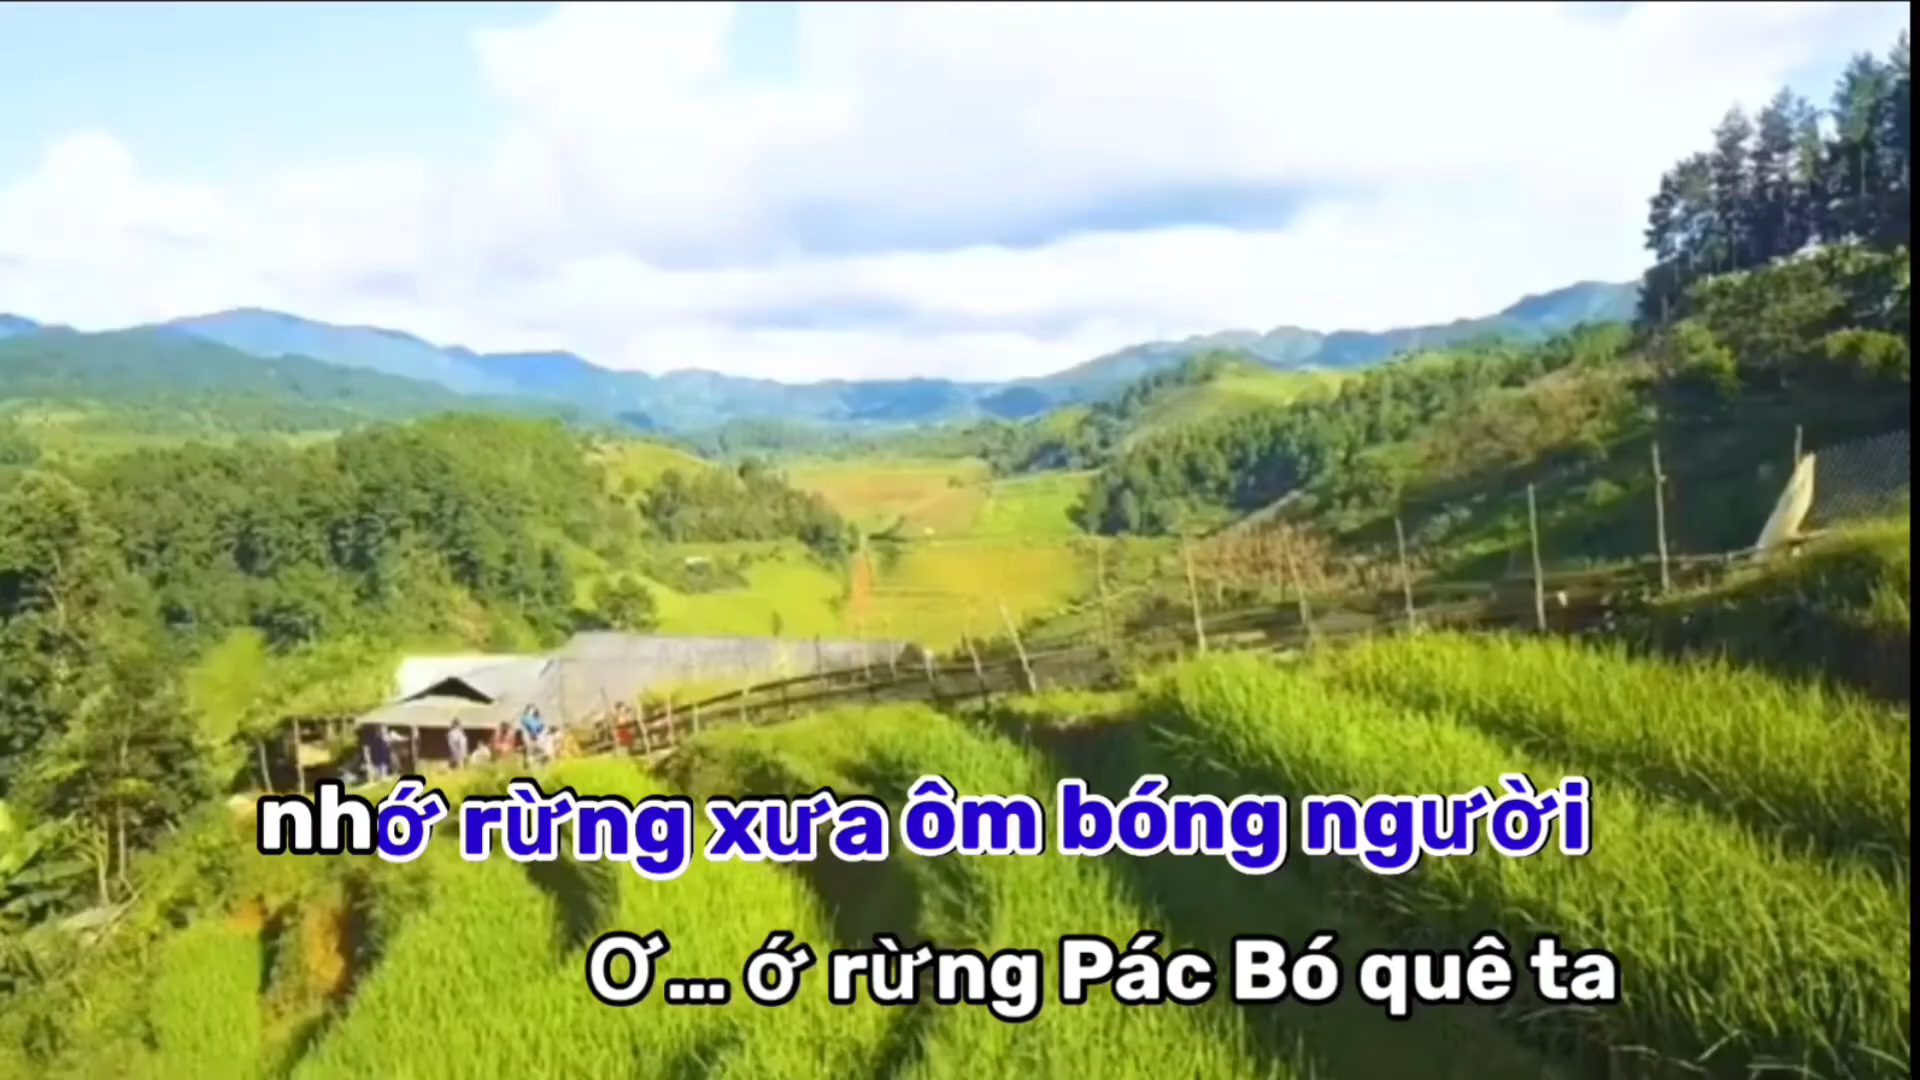 nhớ rừng xưa ôm bóng người
Ơ... ớ rừng Pác Bó quê ta